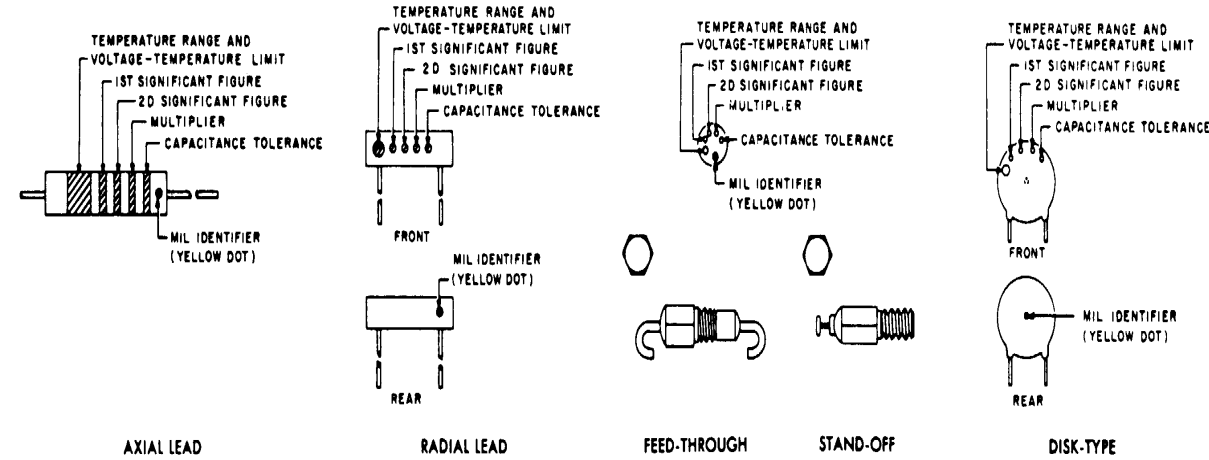 TEMPERATURE RANGE AND
VOLTAGE-TEMPERATURE LIMIT
1ST SIGNIFICANT FIGURE
2D SIGNIFICANT FIGURE
MULTIPLIER
CAPACITANCE TOLERANCE
MIL IDENTIFIER
(YELLOW DOT)
AXIAL LEAD
TEMPERATURE RANGE AND
VOLTAGE-TEMPERATURE LIMIT
1ST SIGNIFICANT FIGURE
2D SIGNIFICANT FIGURE
MULTIPLIER
CAPACITANCE TOLERANCE
FRONT
MIL IDENTIFIER
(YELLOW DOT)
REAR
RADIAL LEAD
TEMPERATURE RANGE AND
VOLTAGE-TEMPERATURE LIMIT
1ST SIGNIFICANT FIGURE
2D SIGNIFICANT FIGURE
MULTIPLIER
CAPACITANCE TOLERANCE
MIL IDENTIFIER
(YELLOW DOT)
FEED-THROUGH
STAND-OFF
TEMPERATURE RANGE AND
VOLTAGE-TEMPERATURE LIMIT
1ST SIGNIFICANT FIGURE
2D SIGNIFICANT FIGURE
MULTIPLIER
CAPACITANCE TOLERANCE
FRONT
MIL IDENTIFIER
(YELLOW DOT)
REAR
DISK-TYPE